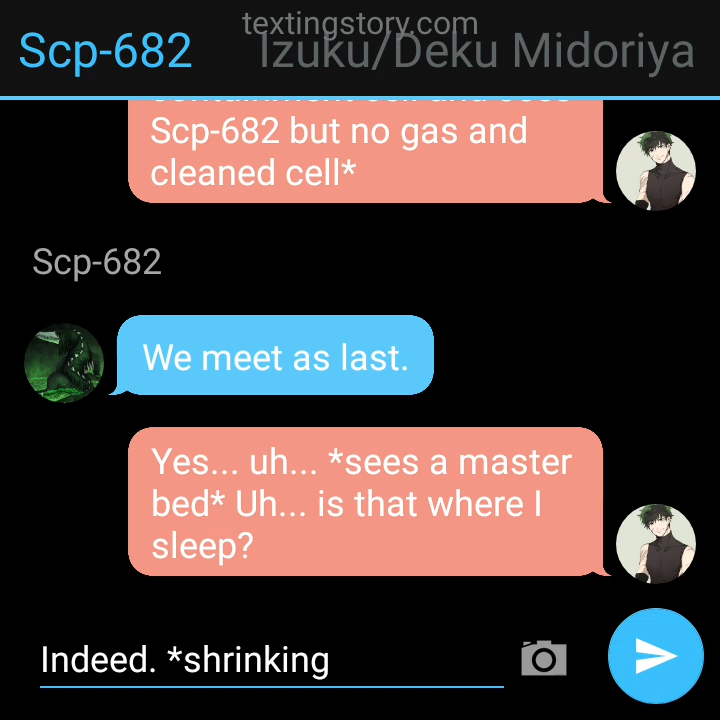 textingstory.com
Scp-682
Izuku/Deku Midoriya
Scp-682 but no gas and
cleaned cell*
Scp-682
We meet as last.
Yes... uh... *sees a master
bed* Uh... is that where I
sleep?
Indeed. *shrinking